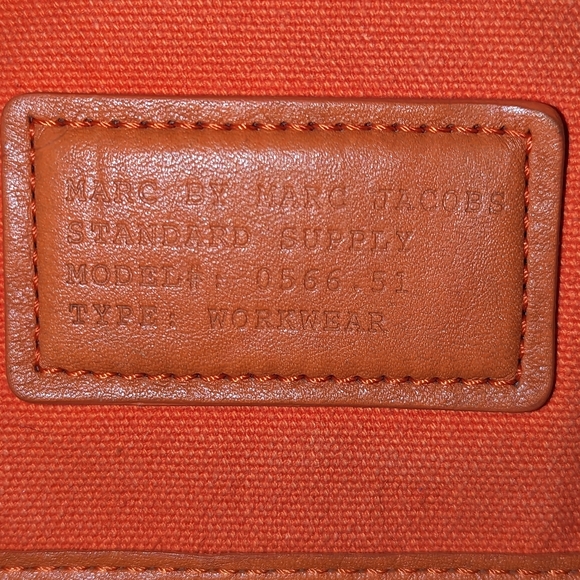 MARC BY MARC JACOBS
STANDARD SUPPLY
MODEL#: 0566.51
TYPE: WORKWEAR